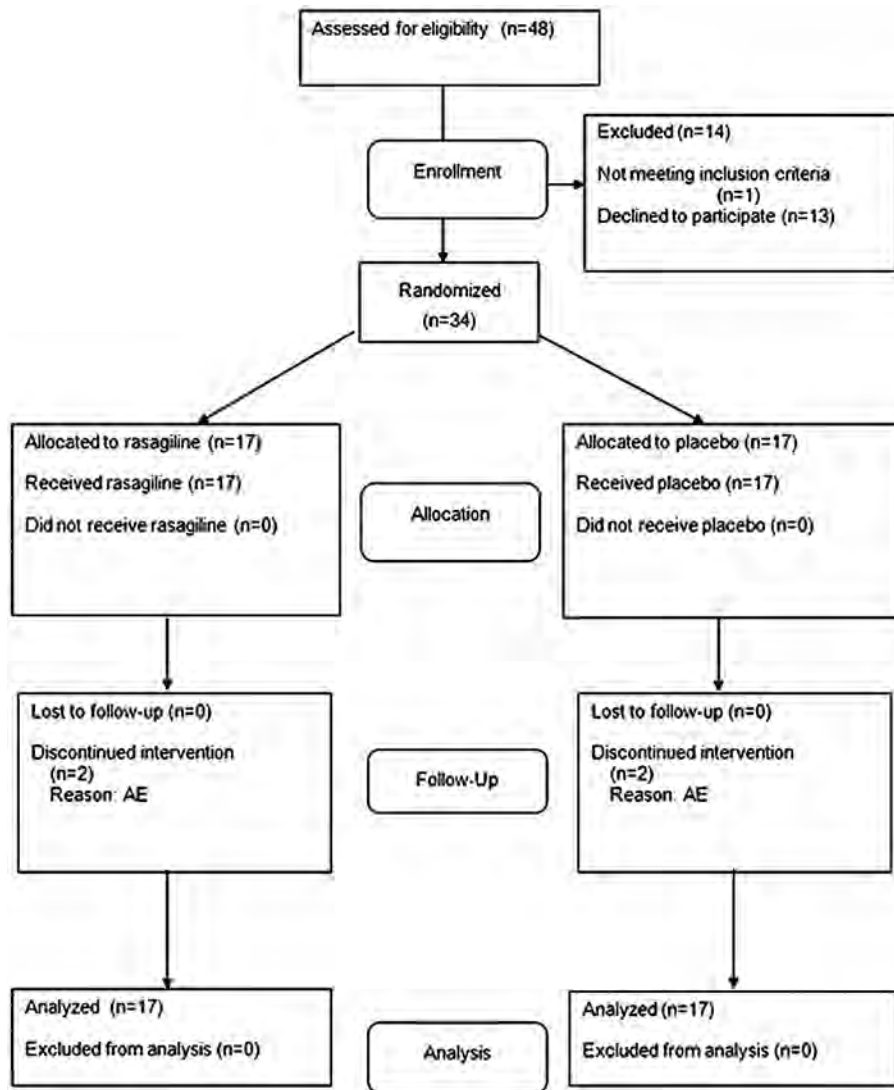 Assessed for eligibility (n=48)
Enrollment
Excluded (n=14)
Not meeting inclusion criteria
(n=1)
Declined to participate (n=13)
Randomized
(n=34)
Allocated to rasagiline (n=17)
Received rasagiline (n=17)
Did not receive rasagiline (n=0)
Allocation
Allocated to placebo (n=17)
Received placebo (n=17)
Did not receive placebo (n=0)
Lost to follow-up (n=0)
Discontinued intervention
(n=2)
Reason: AE
Follow-Up
Lost to follow-up (n=0)
Discontinued intervention
(n=2)
Reason: AE
Analyzed (n=17)
Excluded from analysis (n=0)
Analysis
Analyzed (n=17)
Excluded from analysis (n=0)